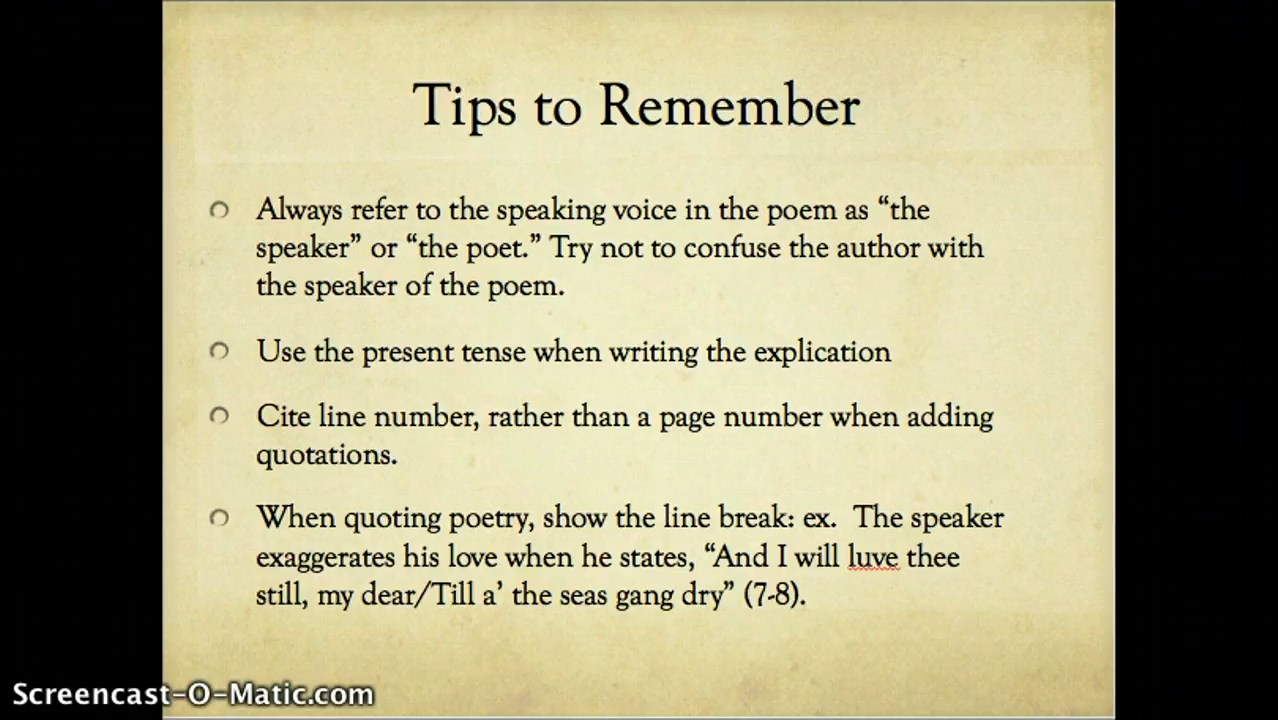 Tips to Remember
Always refer to the speaking voice in the poem as “the
speaker” or “the poet.” Try not to confuse the author with
the speaker of the poem.
Use the present tense when writing the explication
Cite line number, rather than a page number when adding
quotations.
When quoting poetry, show the line break: ex.  The speaker
exaggerates his love when he states, “And I will luve thee
still, my dear/Till a’ the seas gang dry” (7-8).
Screencast-O-Matic.com